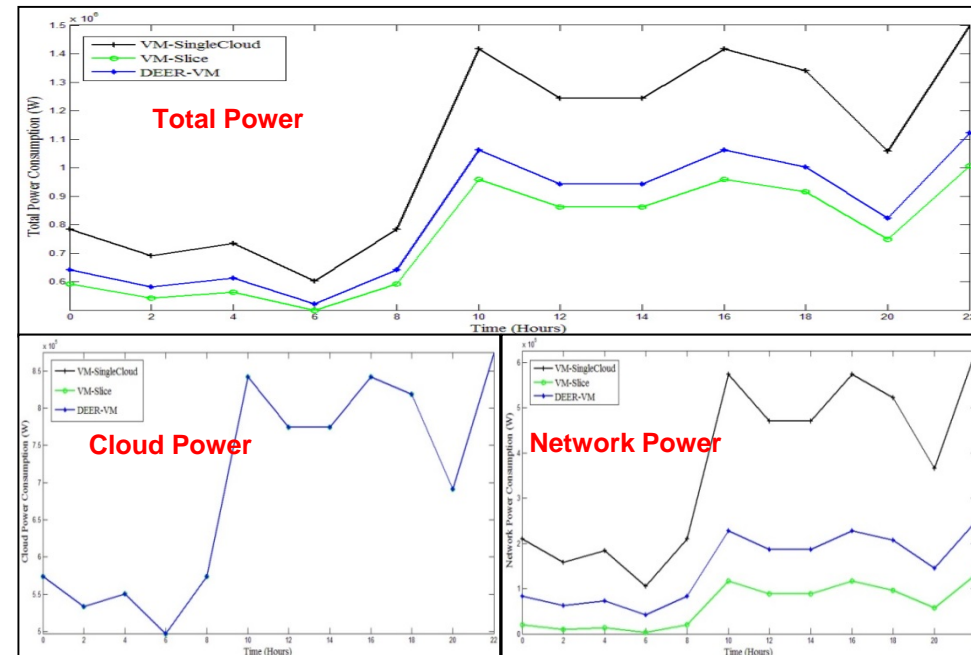 × 10⁶
1.5
1.4
1.3
1.2
1.1
1
0.9
0.8
0.7
0.6
Total Power Consumption (W)
VM-SingleCloud
VM-Slice
DEER-VM
Total Power
0 2 4 6 8 10 12 14 16 18 20 22
Time (Hours)
8.5
8
7.5
7
6.5
6
5.5
5
Cloud Power Consumption (W)
VM-SingleCloud
VM-Slice
DEER-VM
Cloud Power
0 2 4 6 8 10 12 14 16 18 20 22
Time (Hours)
6
5
4
3
2
1
0
Network Power Consumption (W)
VM-SingleCloud
VM-Slice
DEER-VM
Network Power
0 2 4 6 8 10 12 14 16 18 20
Time (Hours)